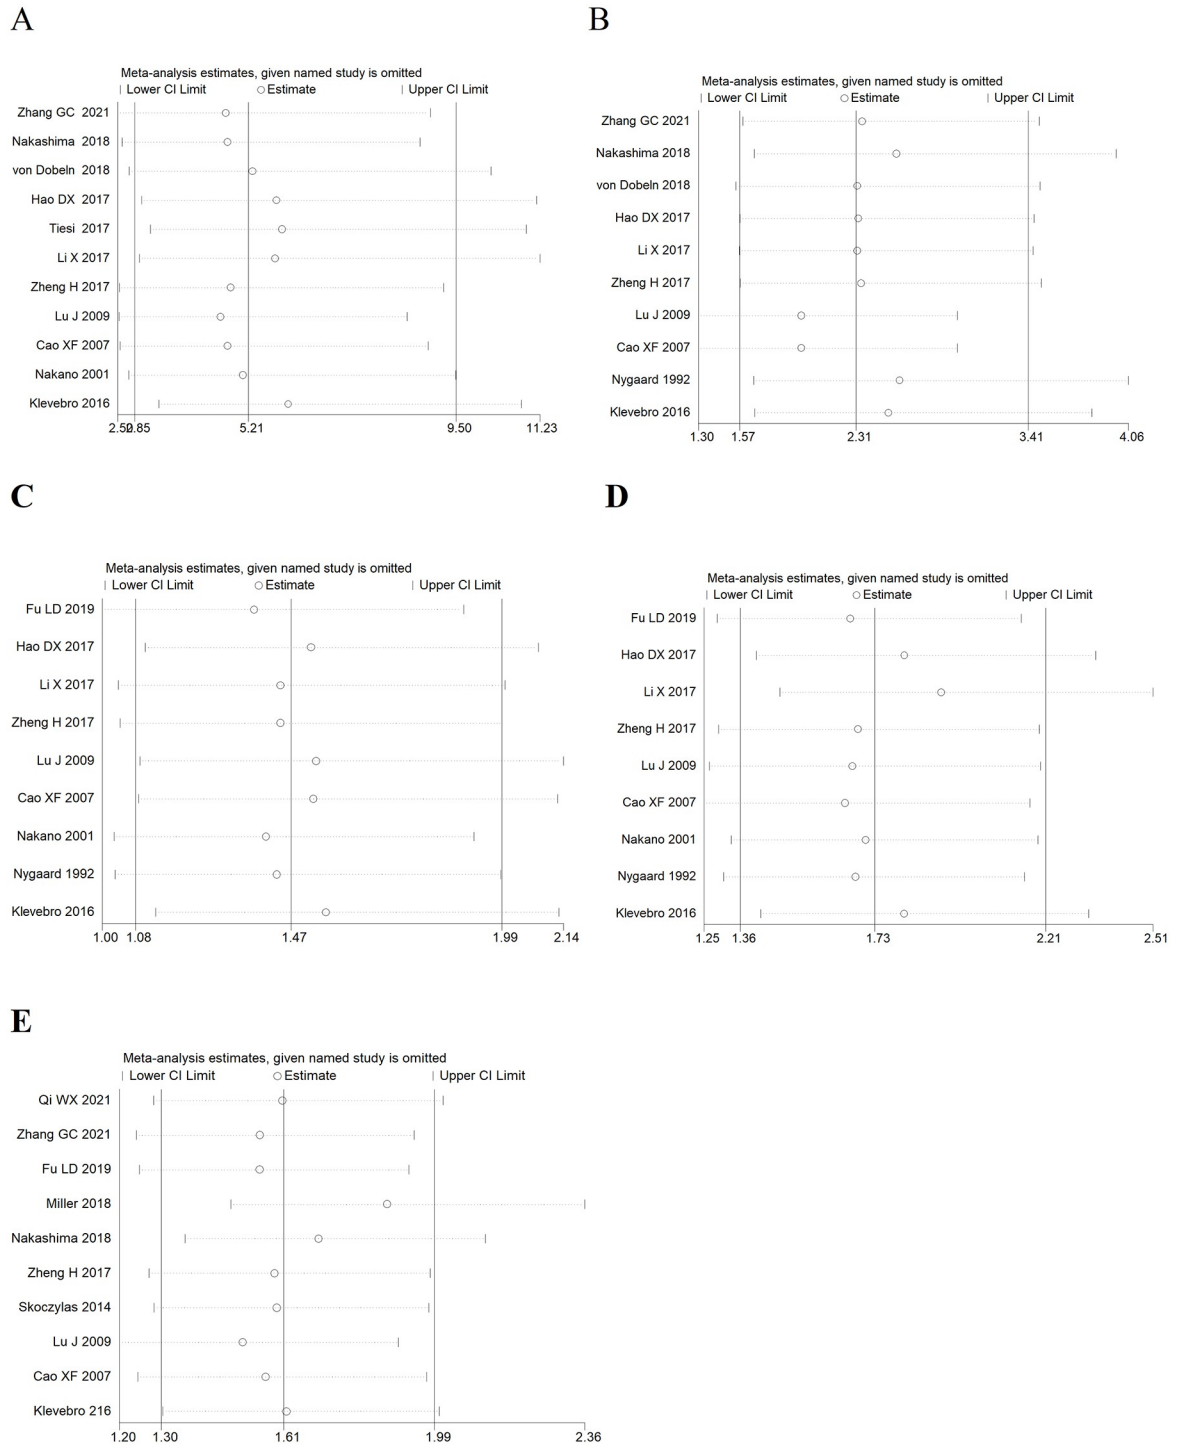 A
Meta-analysis estimates, given named study is omitted
Lower CI Limit Estimate Upper CI Limit
Zhang GC 2021
Nakashima 2018
von Dobeln 2018
Hao DX 2017
Tiesi 2017
Li X 2017
Zheng H 2017
Lu J 2009
Cao XF 2007
Nakano 2001
Klevebro 2016
2.85 5.21 9.50 11.23
B
Meta-analysis estimates, given named study is omitted
Lower CI Limit Estimate Upper CI Limit
Zhang GC 2021
Nakashima 2018
von Dobeln 2018
Hao DX 2017
Li X 2017
Zheng H 2017
Lu J 2009
Cao XF 2007
Nygaard 1992
Klevebro 2016
1.30 1.57 2.31 3.41 4.06
C
Meta-analysis estimates, given named study is omitted
Lower CI Limit Estimate Upper CI Limit
Fu LD 2019
Hao DX 2017
Li X 2017
Zheng H 2017
Lu J 2009
Cao XF 2007
Nakano 2001
Nygaard 1992
Klevebro 2016
1.00 1.08 1.47 1.99 2.14
D
Meta-analysis estimates, given named study is omitted
Lower CI Limit Estimate Upper CI Limit
Fu LD 2019
Hao DX 2017
Li X 2017
Zheng H 2017
Lu J 2009
Cao XF 2007
Nakano 2001
Nygaard 1992
Klevebro 2016
1.25 1.36 1.73 2.21 2.51
E
Meta-analysis estimates, given named study is omitted
Lower CI Limit Estimate Upper CI Limit
Qi WX 2021
Zhang GC 2021
Fu LD 2019
Miller 2018
Nakashima 2018
Zheng H 2017
Skoczylas 2014
Lu J 2009
Cao XF 2007
Klevebro 216
1.20 1.30 1.61 1.99 2.36